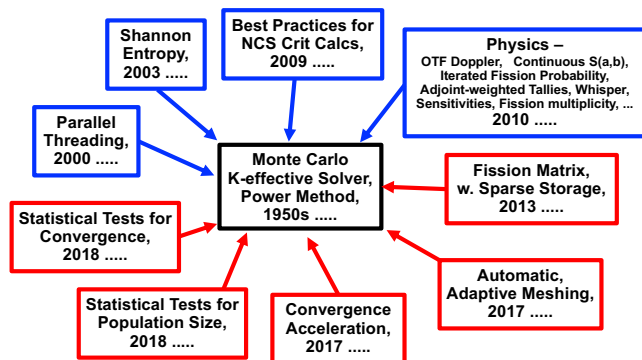 Shannon
Entropy,
2003 .....
Best Practices for
NCS Crit Calcs,
2009 .....
Physics –
OTF Doppler, Continuous S(a,b),
Iterated Fission Probability,
Adjoint-weighted Tallies, Whisper,
Sensitivities, Fission multiplicity, ...
2010 .....
Parallel
Threading,
2000 .....
Monte Carlo
K-effective Solver,
Power Method,
1950s .....
Fission Matrix,
w. Sparse Storage,
2013 .....
Statistical Tests for
Convergence,
2018 .....
Automatic,
Adaptive Meshing,
2017 .....
Statistical Tests for
Population Size,
2018 .....
Convergence
Acceleration,
2017 .....